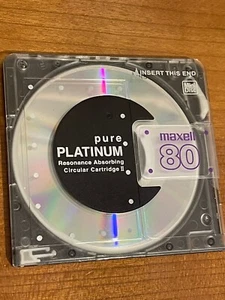 ▲INSERT THIS END
pure
PLATINUM
Resonance Absorbing
Circular Cartridge II
maxell
80